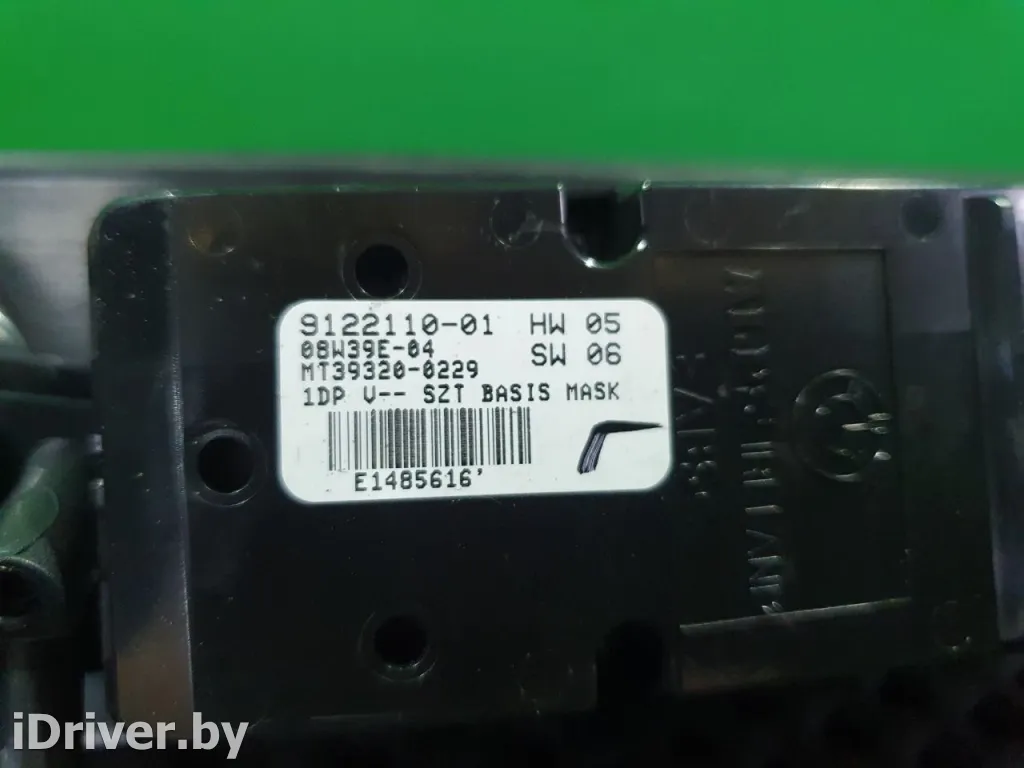 9122110-01 HW 05
08W39E-04 SW 06
MT39320-0229
1DP V-- SZT BASIS MASK
E1485616'
iDriver.by